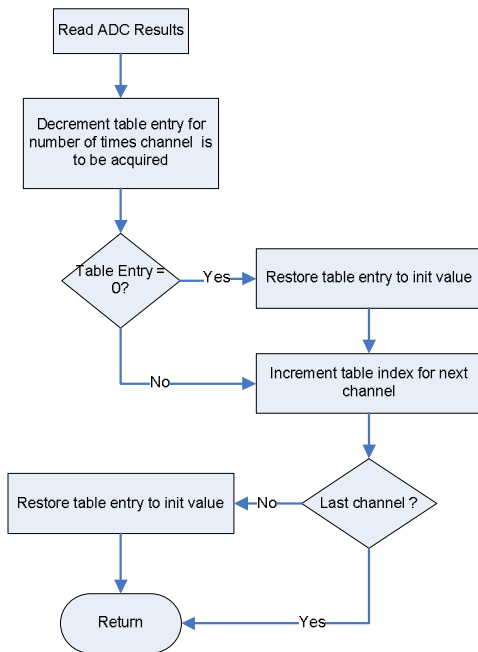 Read ADC Results
Decrement table entry for
number of times channel is
to be acquired
Table Entry =
0?
Yes
Restore table entry to init value
No
Increment table index for next
channel
Last channel ?
No
Restore table entry to init value
Yes
Return